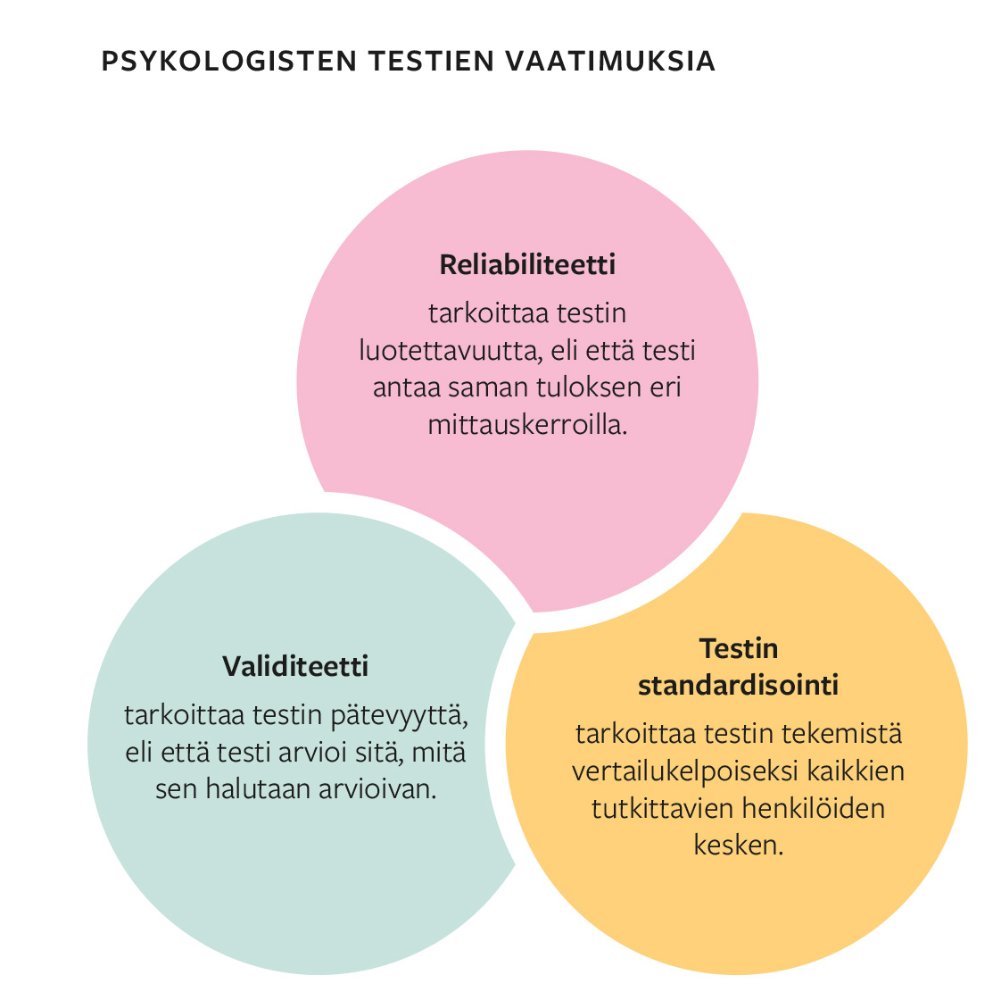 PSYKOLOGISTEN TESTIEN VAATIMUKSIA
Reliabiliteetti
tarkoittaa testin
luotettavuutta, eli että testi
antaa saman tuloksen eri
mittauskerroilla.
Validiteetti
tarkoittaa testin pätevyyttä,
eli että testi arvioi sitä, mitä
sen halutaan arvioivan.
Testin
standardisointi
tarkoittaa testin tekemistä
vertailukelpoiseksi kaikkien
tutkittavien henkilöiden
kesken.